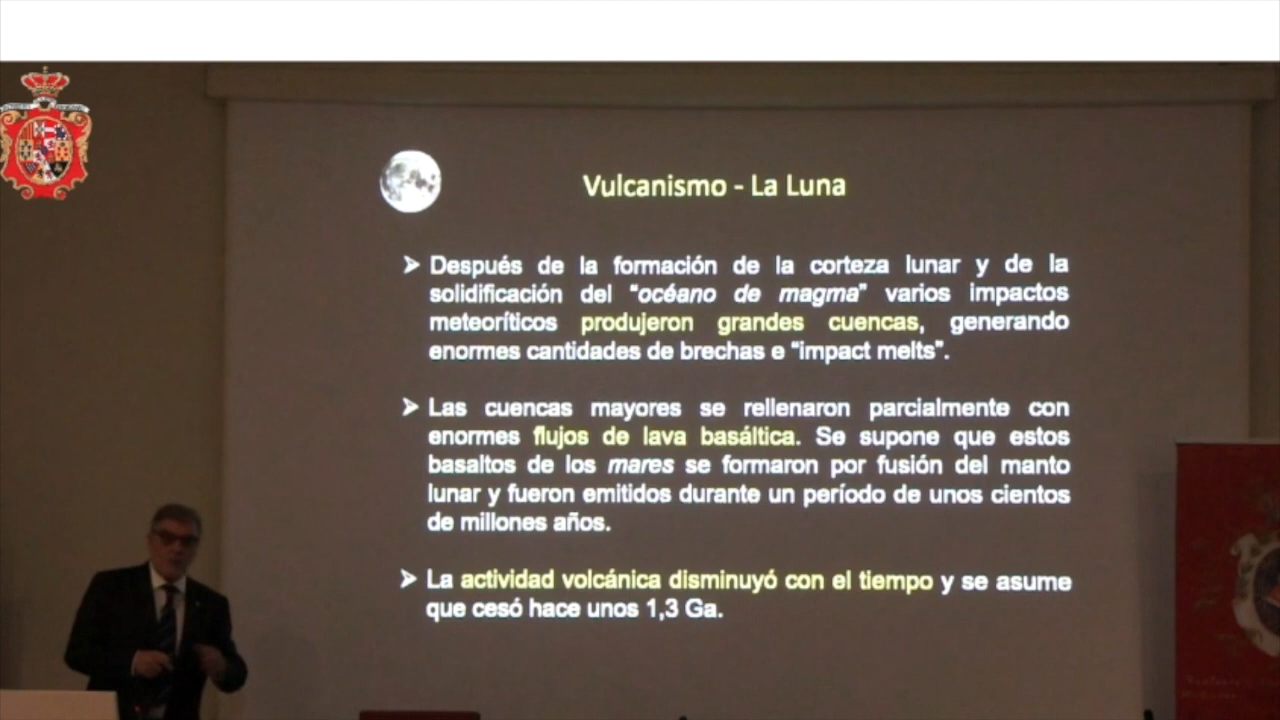 Vulcanismo - La Luna
➤ Después de la formación de la corteza lunar y de la
solidificación del “océano de magma” varios impactos
meteoríticos produjeron grandes cuencas, generando
enormes cantidades de brechas e “impact melts”.
➤ Las cuencas mayores se rellenaron parcialmente con
enormes flujos de lava basáltica. Se supone que estos
basaltos de los mares se formaron por fusión del manto
lunar y fueron emitidos durante un período de unos cientos
de millones años.
➤ La actividad volcánica disminuyó con el tiempo y se asume
que cesó hace unos 1,3 Ga.